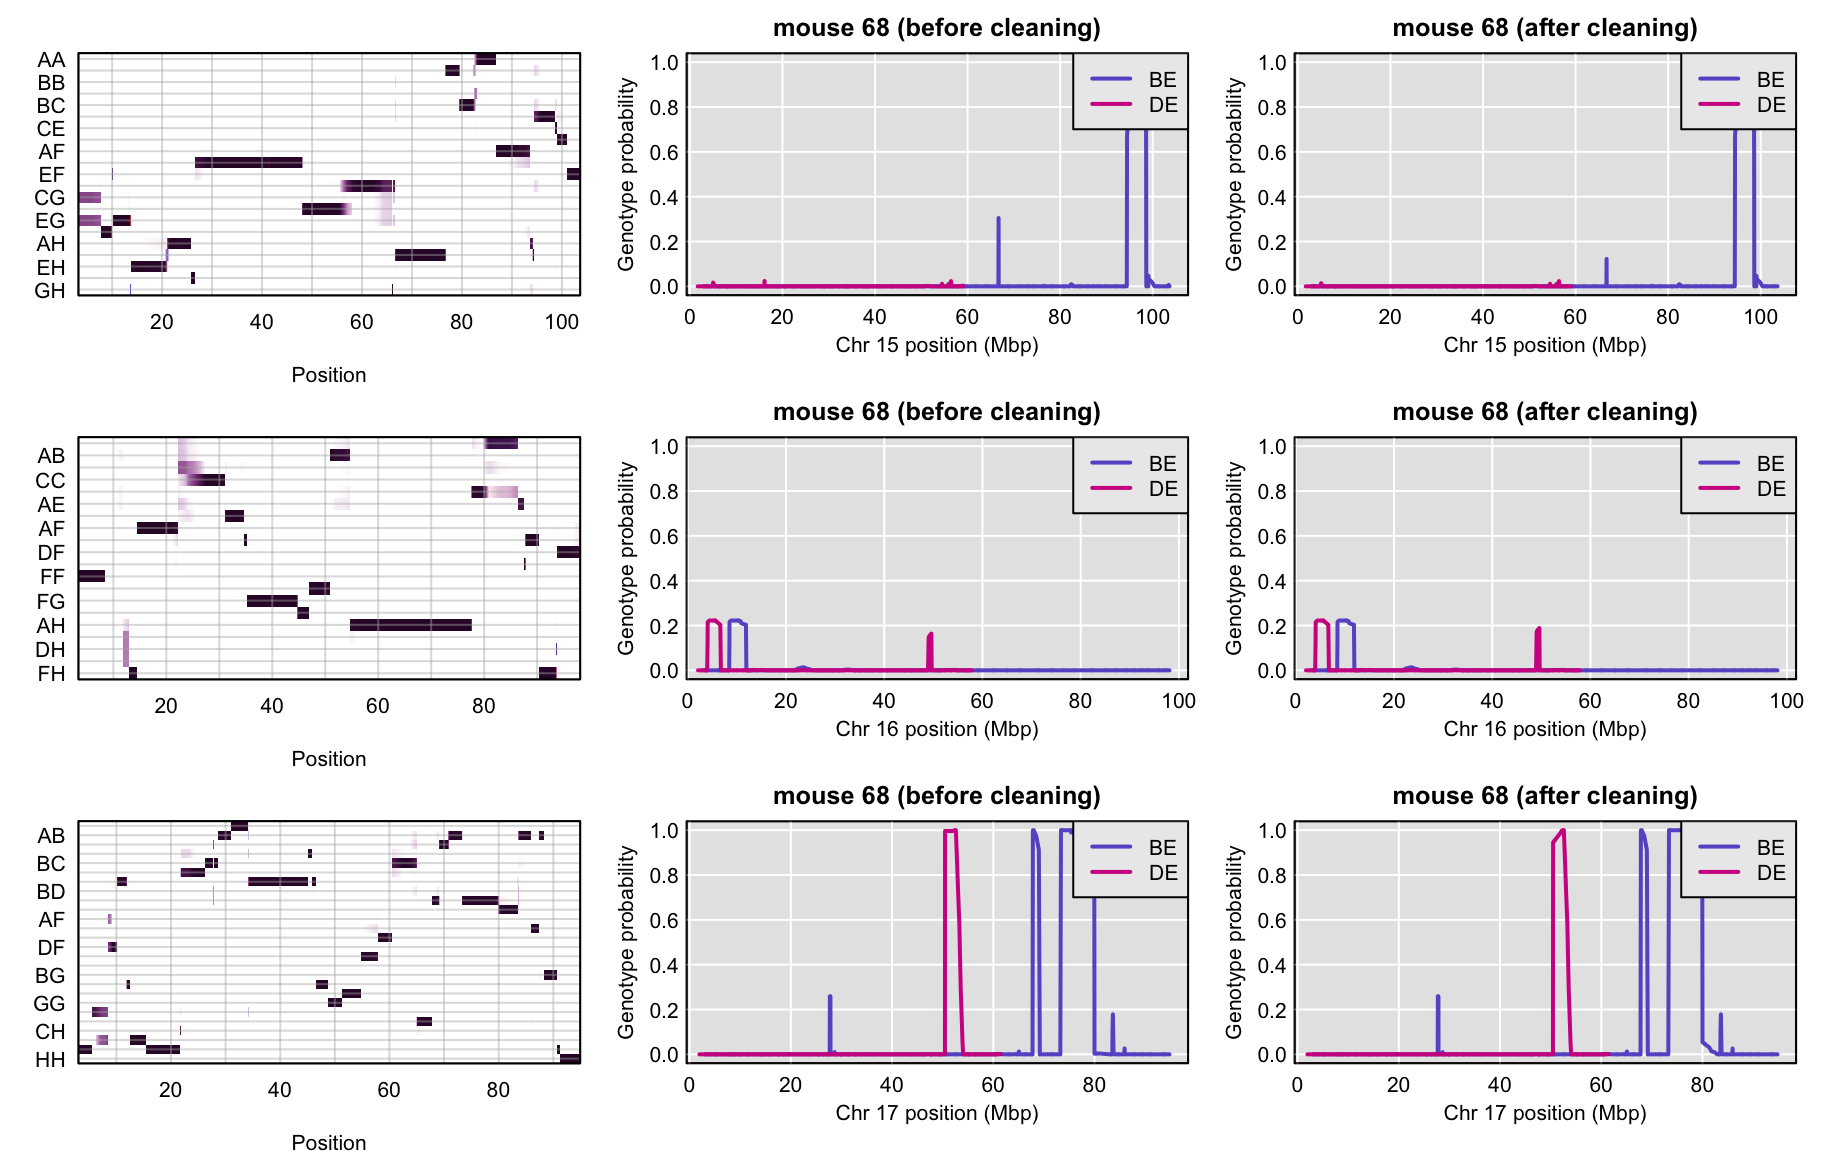 mouse 68 (before cleaning)
mouse 68 (after cleaning)
AA
BB
BC
CE
AF
EF
CG
EG
AH
EH
GH
20 40 60 80 100
Position
Genotype probability
1.0
0.8
0.6
0.4
0.2
0.0
BE
DE
0 20 40 60 80 100
Chr 15 position (Mbp)
Genotype probability
1.0
0.8
0.6
0.4
0.2
0.0
BE
DE
0 20 40 60 80 100
Chr 15 position (Mbp)
mouse 68 (before cleaning)
mouse 68 (after cleaning)
AB
CC
AE
AF
DF
FF
FG
AH
DH
FH
20 40 60 80
Position
Genotype probability
1.0
0.8
0.6
0.4
0.2
0.0
BE
DE
0 20 40 60 80 100
Chr 16 position (Mbp)
Genotype probability
1.0
0.8
0.6
0.4
0.2
0.0
BE
DE
0 20 40 60 80 100
Chr 16 position (Mbp)
mouse 68 (before cleaning)
mouse 68 (after cleaning)
AB
BC
BD
AF
DF
BG
GG
CH
HH
20 40 60 80
Position
Genotype probability
1.0
0.8
0.6
0.4
0.2
0.0
BE
DE
0 20 40 60 80
Chr 17 position (Mbp)
Genotype probability
1.0
0.8
0.6
0.4
0.2
0.0
BE
DE
0 20 40 60 80
Chr 17 position (Mbp)